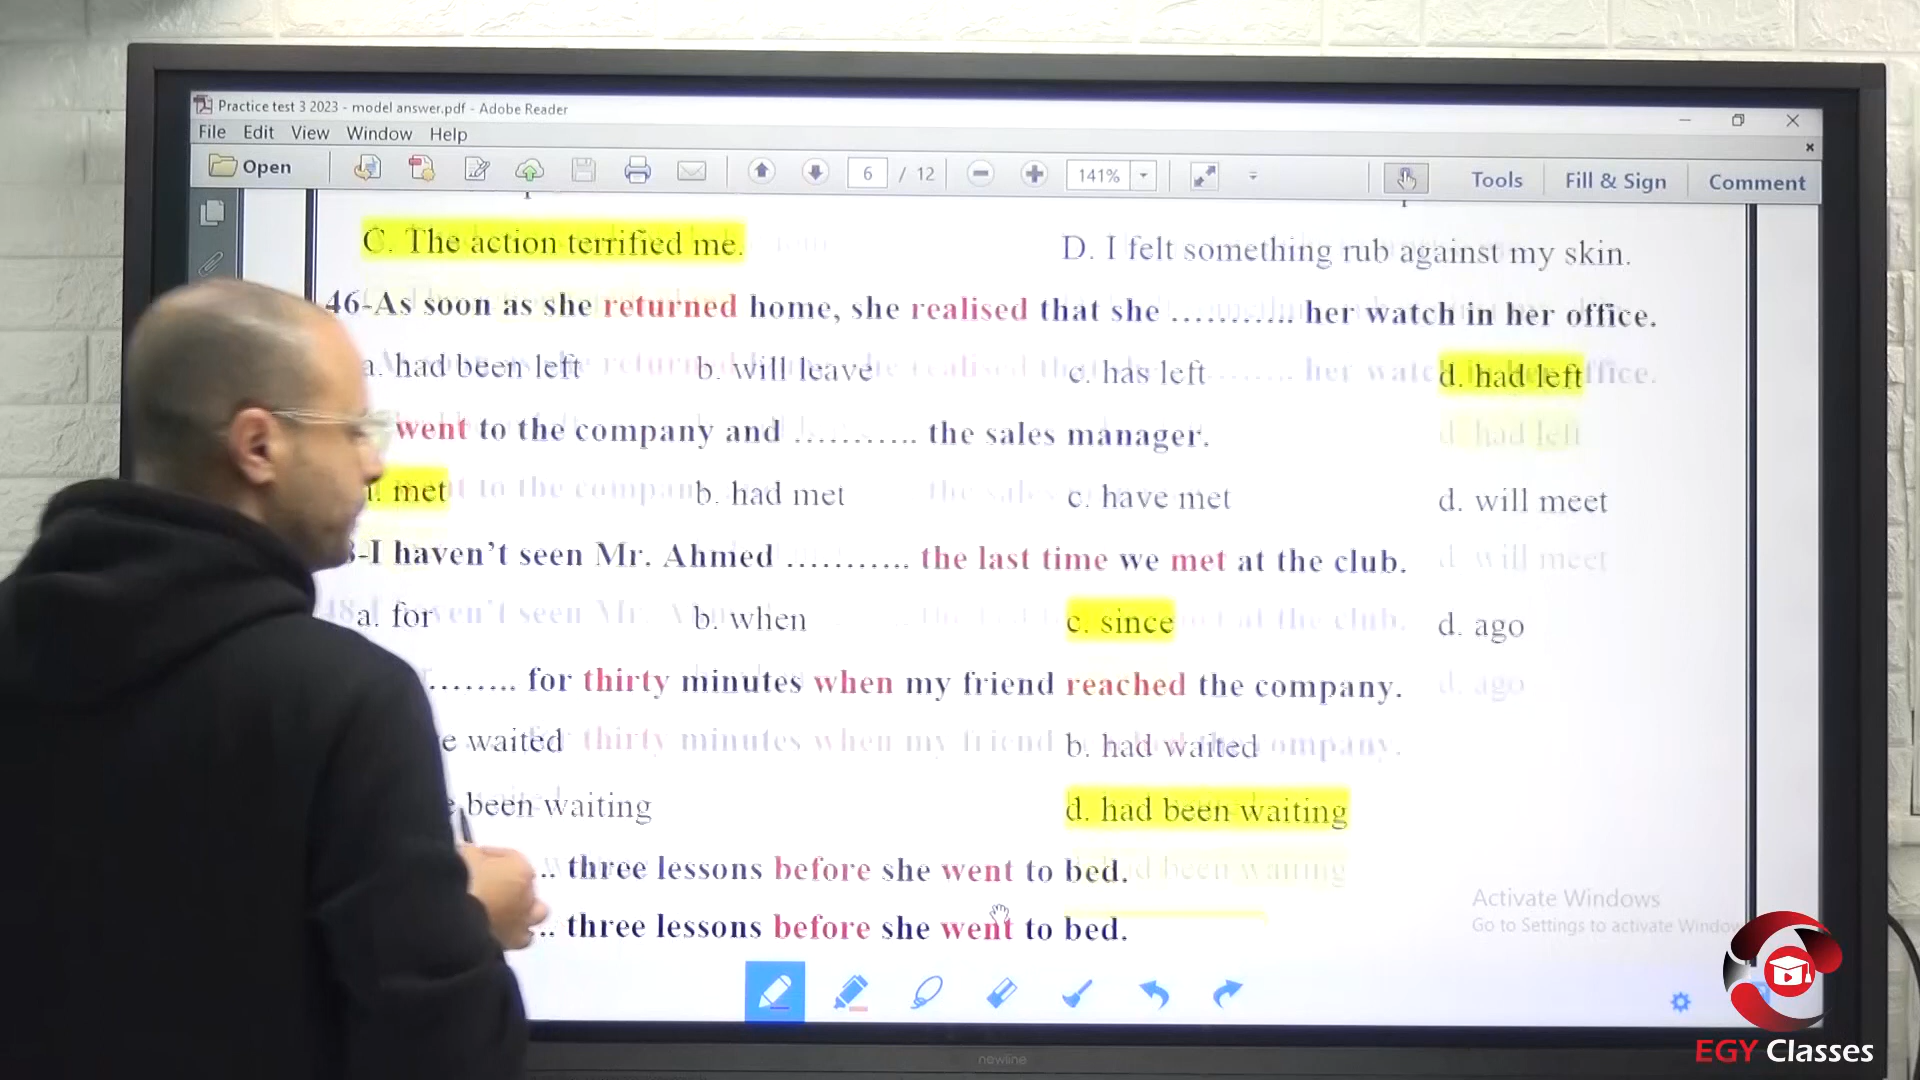 Practice test 3 2023 - model answer.pdf - Adobe Reader
File Edit View Window Help
Open 6 / 12 141% Tools Fill & Sign Comment
C. The action terrified me. D. I felt something rub against my skin.
46-As soon as she returned home, she realised that she ………… her watch in her office.
a. had been left b. will leave c. has left d. had left
went to the company and ………… the sales manager.
met b. had met c. have met d. will meet
-I haven’t seen Mr. Ahmed ………… the last time we met at the club.
a. for b. when c. since d. ago
……… for thirty minutes when my friend reached the company.
waited b. had waited
been waiting d. had been waiting
.. three lessons before she went to bed.
.. three lessons before she went to bed.
Activate Windows
Go to Settings to activate Windo
newline
EGY Classes